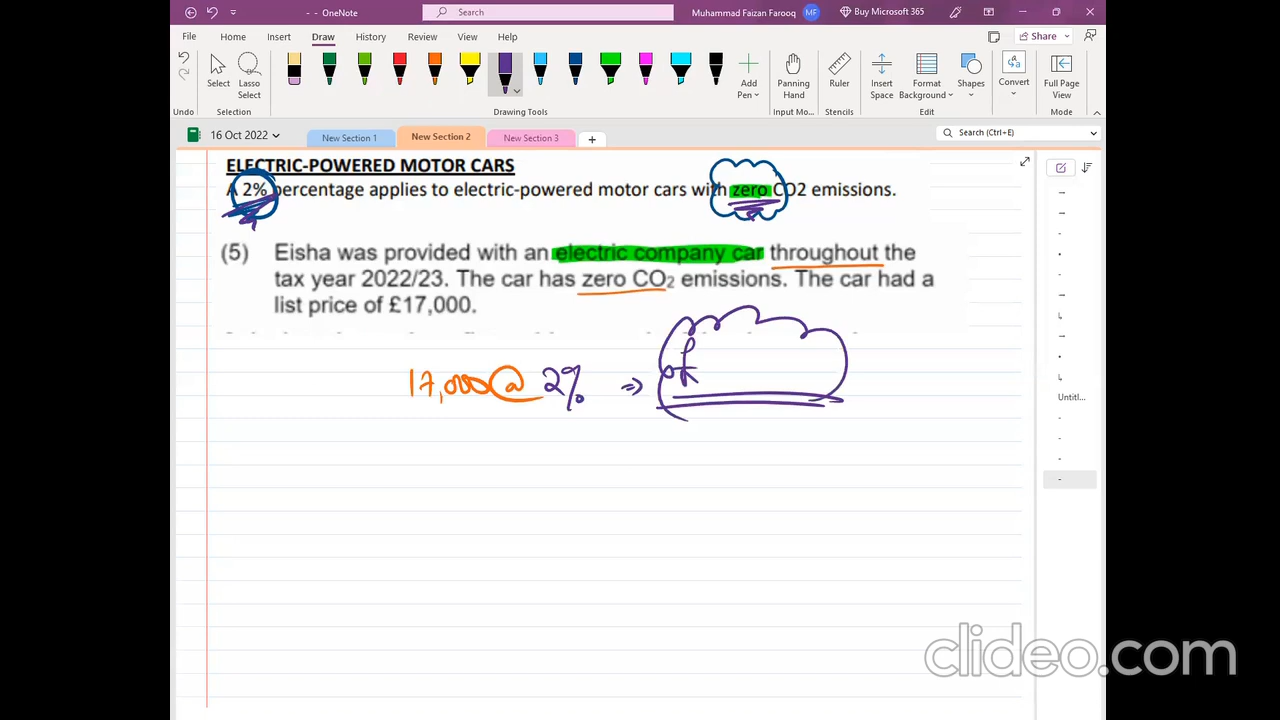 - - OneNote
Search
Muhammad Faizan Farooq MF
Buy Microsoft 365
File Home Insert Draw History Review View Help
Share
Undo
Select
Lasso Select
Selection
Drawing Tools
Add Pen
Panning Hand
Input Mo...
Ruler
Stencils
Insert Space
Format Background
Shapes
Edit
Convert
Full Page View
Mode
16 Oct 2022
New Section 1
New Section 2
New Section 3
Search (Ctrl+E)
ELECTRIC-POWERED MOTOR CARS
A 2% percentage applies to electric-powered motor cars with zero CO2 emissions.
(5) Eisha was provided with an electric company car throughout the
tax year 2022/23. The car has zero CO2 emissions. The car had a
list price of £17,000.
17,000 @ 2% ⇒
Untitl...
clideo.com